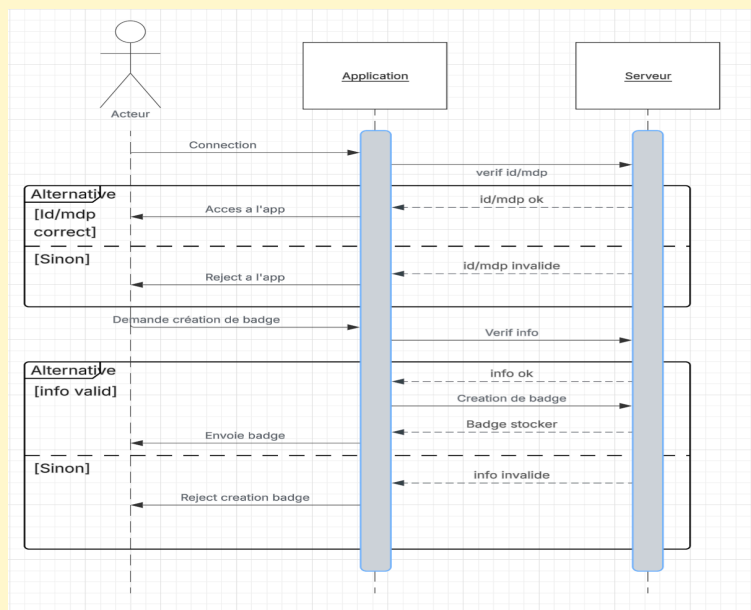 Application
Serveur
Acteur
Connection
verif id/mdp
Alternative
id/mdp ok
[Id/mdp
correct]
Acces a l'app
[Sinon]
id/mdp invalide
Reject a l'app
Demande création de badge
Verif info
Alternative
info ok
[info valid]
Creation de badge
Badge stocker
Envoie badge
[Sinon]
info invalide
Reject creation badge